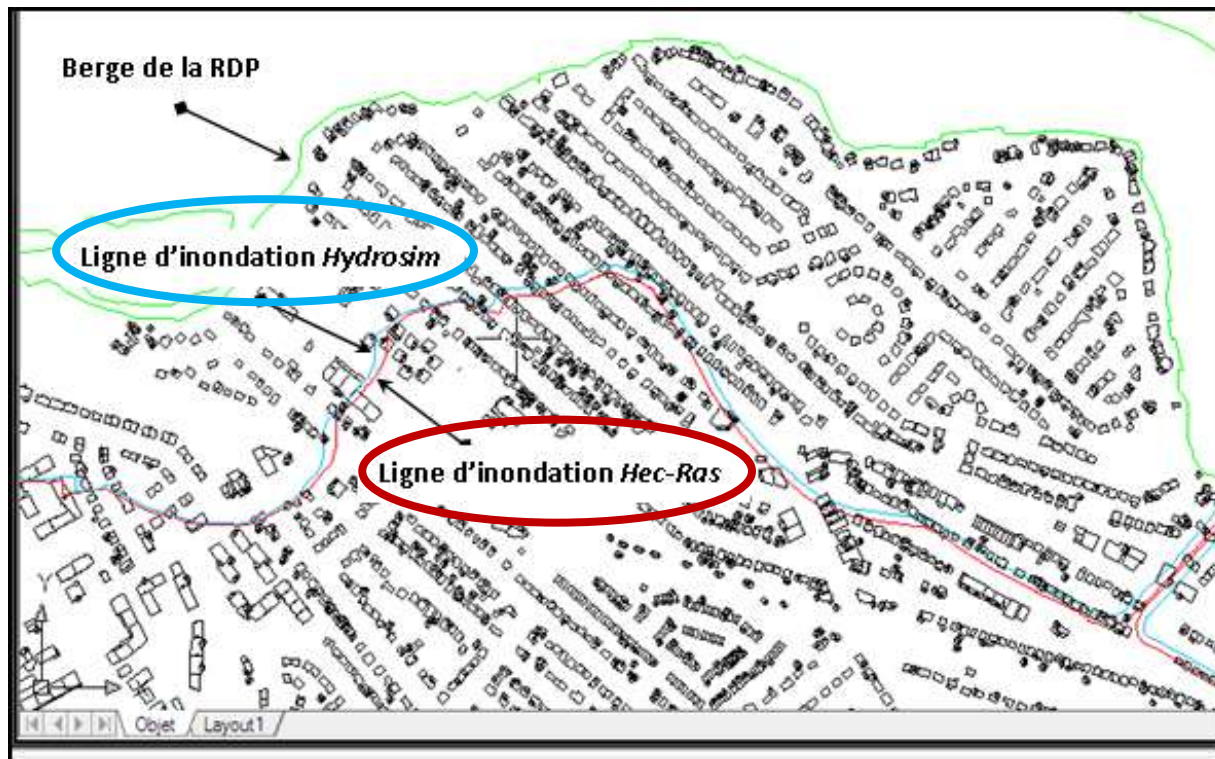 Berge de la RDP
Ligne d’inondation Hydrosim
Ligne d’inondation Hec-Ras
Y
Objet
Layout1